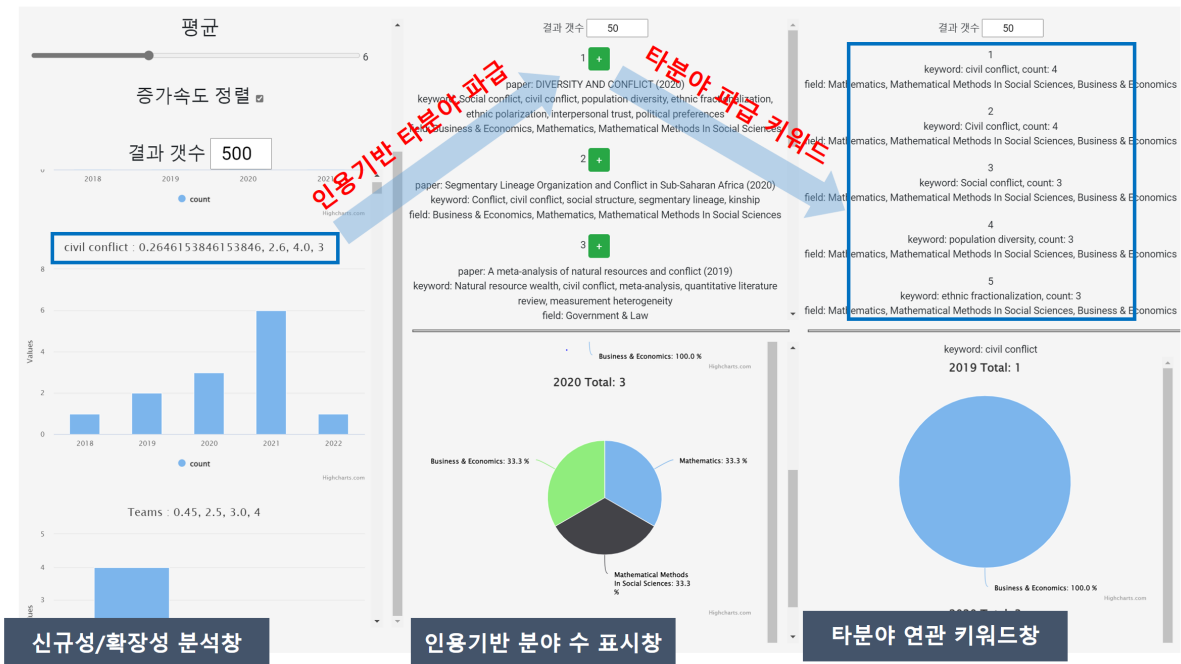 평균
6
증가속도 정렬
결과 갯수 500
2018 2019 2020 2021
count
Highcharts.com
civil conflict : 0.2646153846153846, 2.6, 4.0, 3
8
6
4
2
0
Values
2018 2019 2020 2021 2022
count
Highcharts.com
Teams : 0.45, 2.5, 3.0, 4
5
4
3
신규성/확장성 분석창
인용기반 타분야 파급
결과 갯수 50
1 +
paper: DIVERSITY AND CONFLICT (2020)
keyword: Social conflict, civil conflict, population diversity, ethnic fractionalization,
ethnic polarization, interpersonal trust, political preferences
field: Business & Economics, Mathematics, Mathematical Methods In Social Sciences
2 +
paper: Segmentary Lineage Organization and Conflict in Sub-Saharan Africa (2020)
keyword: Conflict, civil conflict, social structure, segmentary lineage, kinship
field: Business & Economics, Mathematics, Mathematical Methods In Social Sciences
3 +
paper: A meta-analysis of natural resources and conflict (2019)
keyword: Natural resource wealth, civil conflict, meta-analysis, quantitative literature
review, measurement heterogeneity
field: Government & Law
Business & Economics: 100.0 %
Highcharts.com
2020 Total: 3
Business & Economics: 33.3 %
Mathematics: 33.3 %
Mathematical Methods
In Social Sciences: 33.3
%
Highcharts.com
인용기반 분야 수 표시창
타분야 파급 키워드
결과 갯수 50
1
keyword: civil conflict, count: 4
field: Mathematics, Mathematical Methods In Social Sciences, Business & Economics
2
keyword: Civil conflict, count: 4
field: Mathematics, Mathematical Methods In Social Sciences, Business & Economics
3
keyword: Social conflict, count: 3
field: Mathematics, Mathematical Methods In Social Sciences, Business & Economics
4
keyword: population diversity, count: 3
field: Mathematics, Mathematical Methods In Social Sciences, Business & Economics
5
keyword: ethnic fractionalization, count: 3
field: Mathematics, Mathematical Methods In Social Sciences, Business & Economics
keyword: civil conflict
2019 Total: 1
Business & Economics: 100.0 %
Highcharts.com
타분야 연관 키워드창